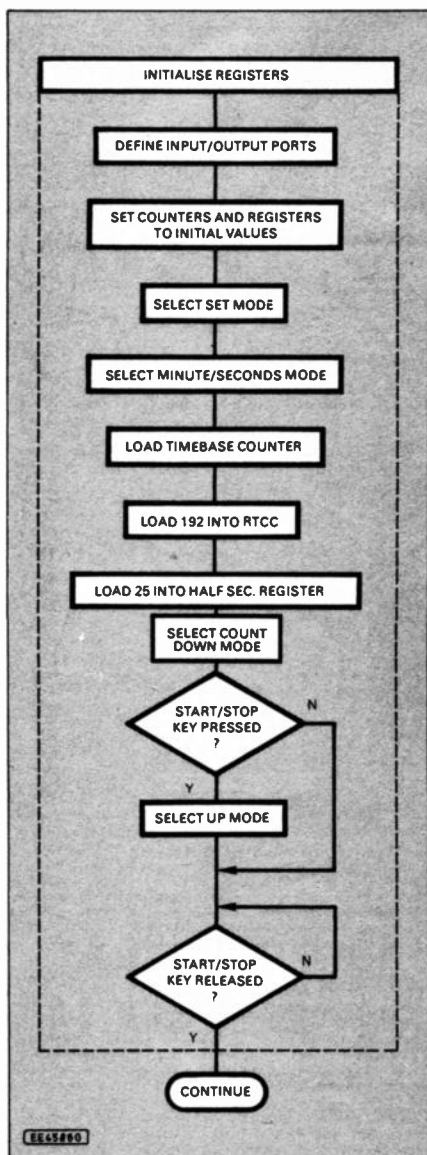 INITIALISE REGISTERS
DEFINE INPUT/OUTPUT PORTS
SET COUNTERS AND REGISTERS
TO INITIAL VALUES
SELECT SET MODE
SELECT MINUTE/SECONDS MODE
LOAD TIMEBASE COUNTER
LOAD 192 INTO RTCC
LOAD 25 INTO HALF SEC. REGISTER
SELECT COUNT
DOWN MODE
START/STOP
KEY PRESSED
?
N
Y
SELECT UP MODE
START/STOP
KEY RELEASED
?
N
Y
CONTINUE
EE45860